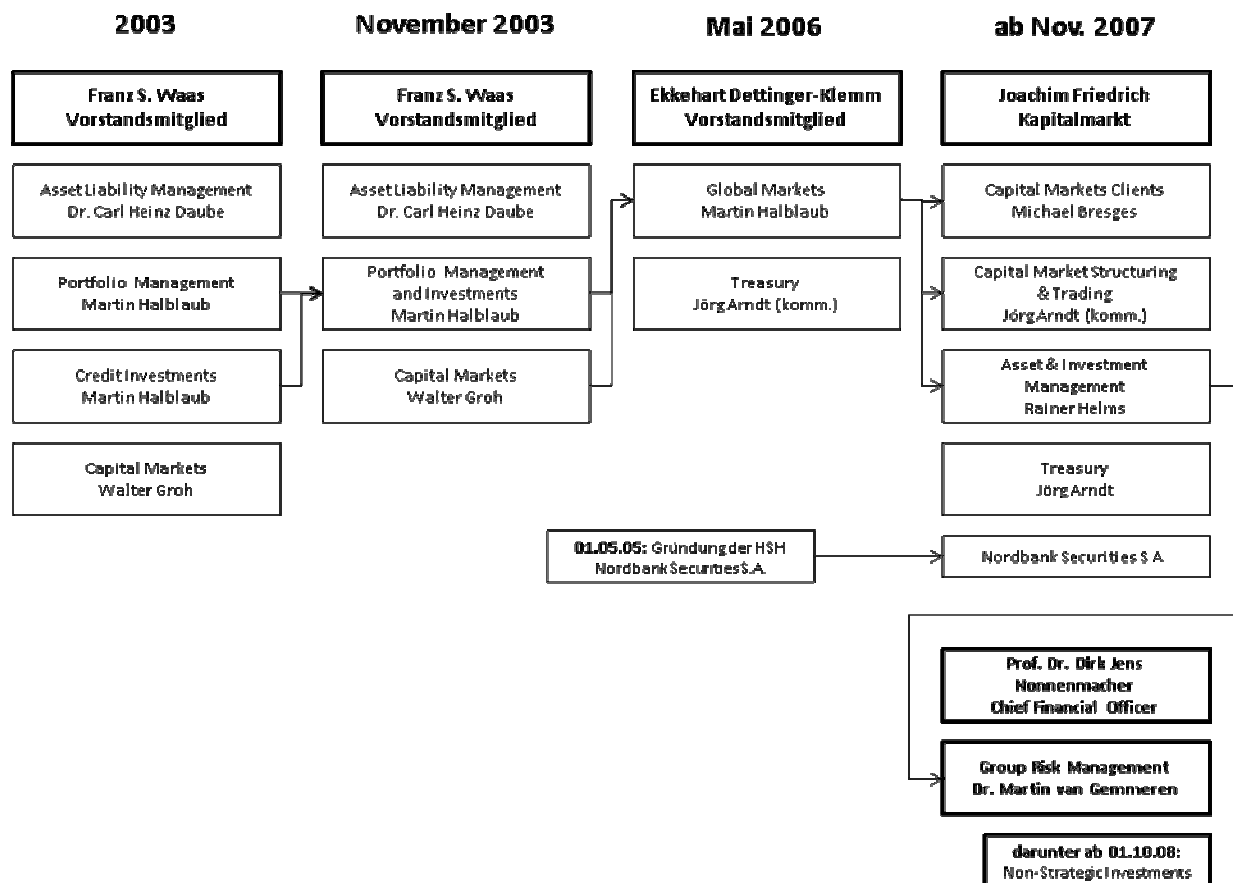 2003
November 2003
Mai 2006
ab Nov. 2007
Franz S. Waas
Vorstandsmitglied
Franz S. Waas
Vorstandsmitglied
Ekkehart Dettinger-Klemm
Vorstandsmitglied
Joachim Friedrich
Kapitalmarkt
Asset Liability Management
Dr. Carl Heinz Daube
Asset Liability Management
Dr. Carl Heinz Daube
Global Markets
Martin Halblaub
Capital Markets Clients
Michael Bresges
Portfolio Management
Martin Halblaub
Portfolio Management
and Investments
Martin Halblaub
Treasury
Jörg Arndt (komm.)
Capital Market Structuring
& Trading
Jörg Arndt (komm.)
Credit Investments
Martin Halblaub
Capital Markets
Walter Groh
Asset & Investment
Management
Rainer Helms
Capital Markets
Walter Groh
Treasury
Jörg Arndt
01.05.05: Gründung der HSH
Nordbank Securities S.A.
Nordbank Securities S.A
Prof. Dr. Dirk Jens
Nonnenmacher
Chief Financial Officer
Group Risk Management
Dr. Martin van Gemmeren
darunter ab 01.10.08:
Non-Strategic Investments